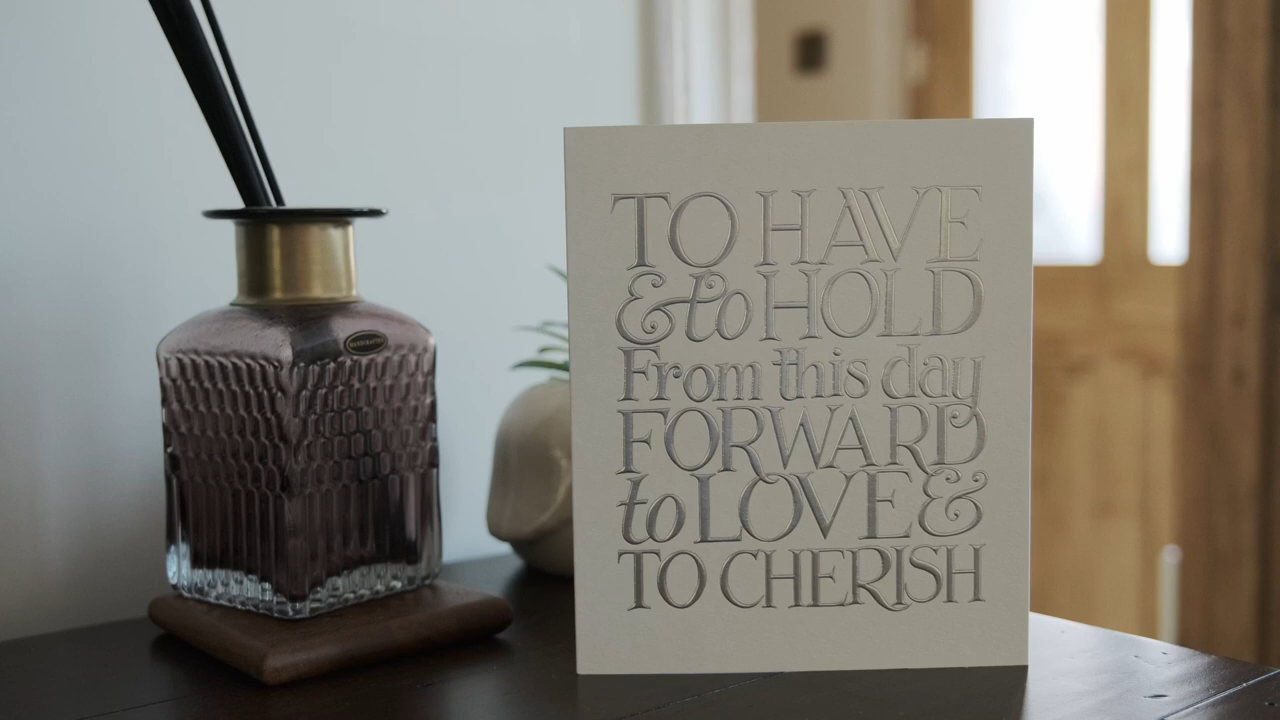 TO HAVE
& to HOLD
From this day
FORWARD
to LOVE &
TO CHERISH